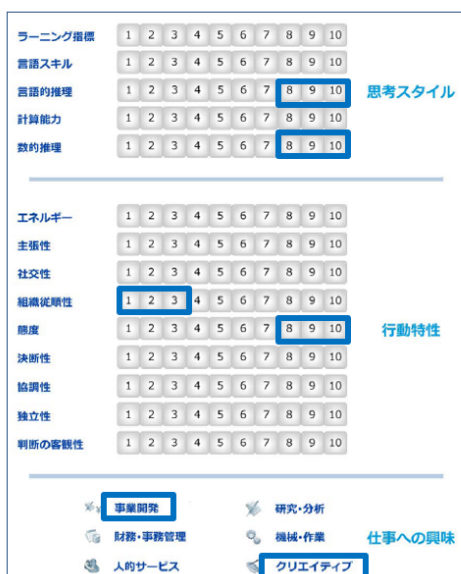 ラーニング指標 1 2 3 4 5 6 7 8 9 10
言語スキル 1 2 3 4 5 6 7 8 9 10
言語的推理 1 2 3 4 5 6 7 8 9 10 思考スタイル
計算能力 1 2 3 4 5 6 7 8 9 10
数的推理 1 2 3 4 5 6 7 8 9 10
エネルギー 1 2 3 4 5 6 7 8 9 10
主張性 1 2 3 4 5 6 7 8 9 10
社交性 1 2 3 4 5 6 7 8 9 10
組織従順性 1 2 3 4 5 6 7 8 9 10
態度 1 2 3 4 5 6 7 8 9 10 行動特性
決断性 1 2 3 4 5 6 7 8 9 10
協調性 1 2 3 4 5 6 7 8 9 10
独立性 1 2 3 4 5 6 7 8 9 10
判断の客観性 1 2 3 4 5 6 7 8 9 10
事業開発 研究・分析
財務・事務管理 機械・作業 仕事への興味
人的サービス クリエイティブ